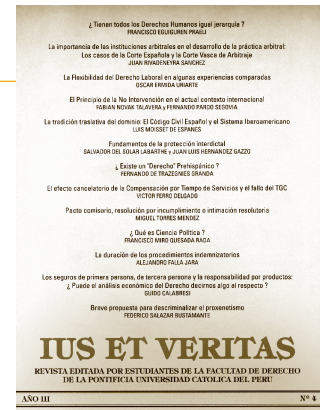 ¿ Tienen todos los Derechos Humanos igual jerarquía ?
FRANCISCO EGUIGUREN PRAELI
La importancia de las instituciones arbitrales en el desarrollo de la práctica arbitral:
Los casos de la Corte Española y la Corte Vasca de Arbitraje
JUAN RIVADENEYRA SANCHEZ
La Flexibilidad del Derecho Laboral en algunas experiencias comparadas
OSCAR ERMIDA URIARTE
El Principio de la No Intervención en el actual contexto internacional
FABIAN NOVAK TALAVERA y FERNANDO PARDO SEGOVIA
La tradición traslativa del dominio: El Código Civil Español y el Sistema Iberoamericano
LUIS MOISSET DE ESPANES
Fundamentos de la protección interdictal
SALVADOR DEL SOLAR LABARTHE y JUAN LUIS HERNANDEZ GAZZO
¿ Existe un "Derecho" Prehispánico ?
FERNANDO DE TRAZEGNIES GRANDA
El efecto cancelatorio de la Compensación por Tiempo de Servicios y el fallo del TGC
VICTOR FERRO DELGADO
Pacto comisorio, resolución por incumplimiento e intimación resolutoria
MIGUEL TORRES MENDEZ
¿ Qué es Ciencia Política ?
FRANCISCO MIRO QUESADA RADA
La duración de los procedimientos indemnizatorios
ALEJANDRO FALLA JARA
Los seguros de primera persona, de tercera persona y la responsabilidad por productos:
¿ Puede el análisis económico del Derecho decirnos algo al respecto ?
GUIDO CALABRESI
Breve propuesta para discriminalizar el proxenetismo
FEDERICO SALAZAR BUSTAMANTE
IUS ET VERITAS
REVISTA EDITADA POR ESTUDIANTES DE LA FACULTAD DE DERECHO
DE LA PONTIFICIA UNIVERSIDAD CATOLICA DEL PERU
AÑO III Nº 4